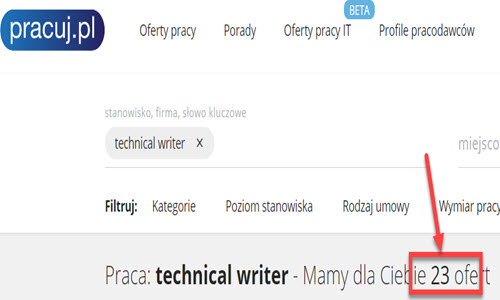 pracuj.pl
BETA
Oferty pracy Porady Oferty pracy IT Profile pracodawców
stanowisko, firma, słowo kluczowe
technical writer X miejsco
Filtruj: Kategorie Poziom stanowiska Rodzaj umowy Wymiar pracy
Praca: technical writer - Mamy dla Ciebie 23 ofert